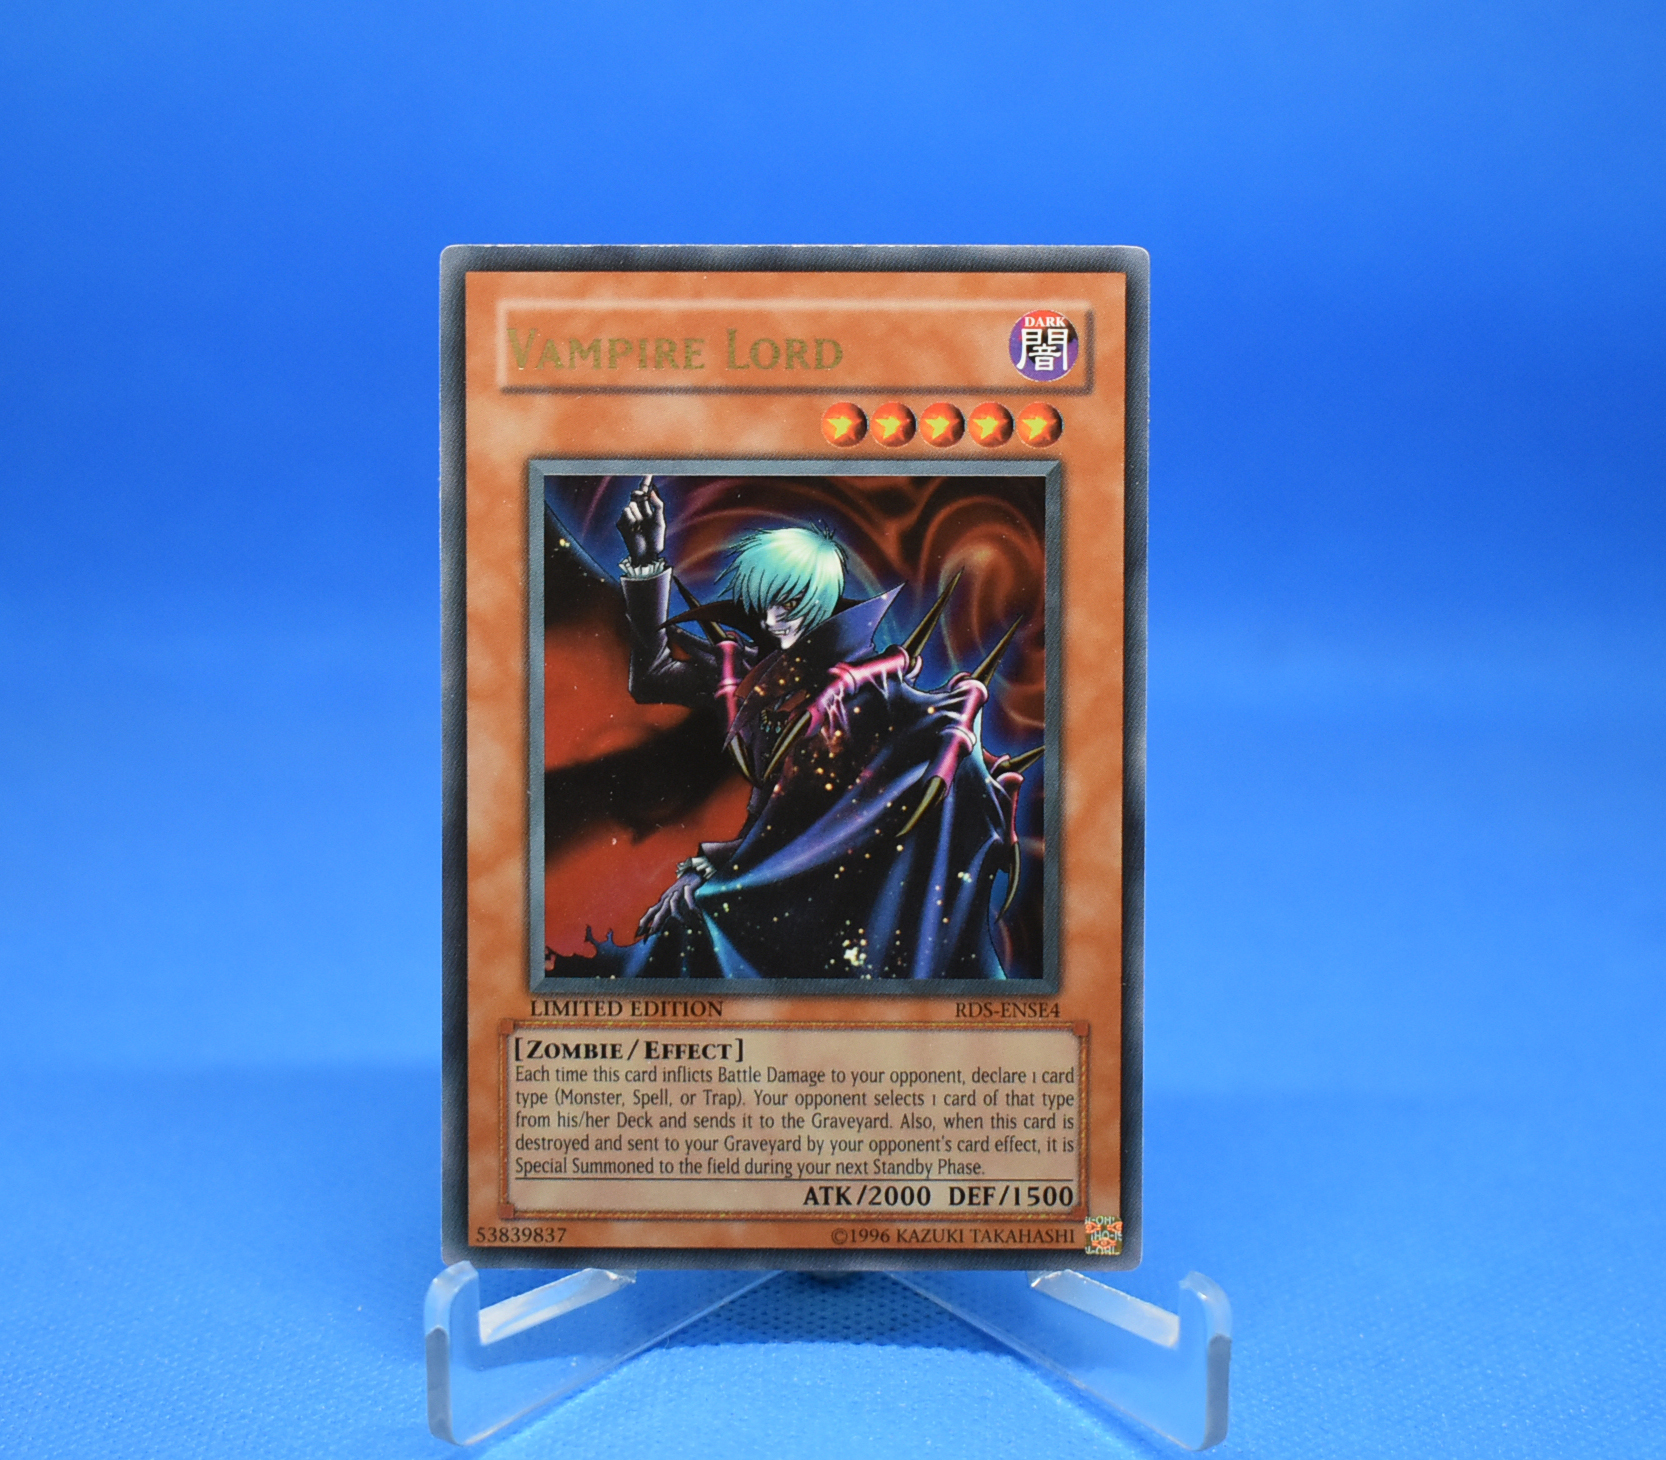 VAMPIRE LORD
DARK
闇
LIMITED EDITION RDS-ENSE4
[ZOMBIE/EFFECT]
Each time this card inflicts Battle Damage to your opponent, declare 1 card
type (Monster, Spell, or Trap). Your opponent selects 1 card of that type
from his/her Deck and sends it to the Graveyard. Also, when this card is
destroyed and sent to your Graveyard by your opponent's card effect, it is
Special Summoned to the field during your next Standby Phase.
ATK/2000 DEF/1500
53839837 ©1996 KAZUKI TAKAHASHI